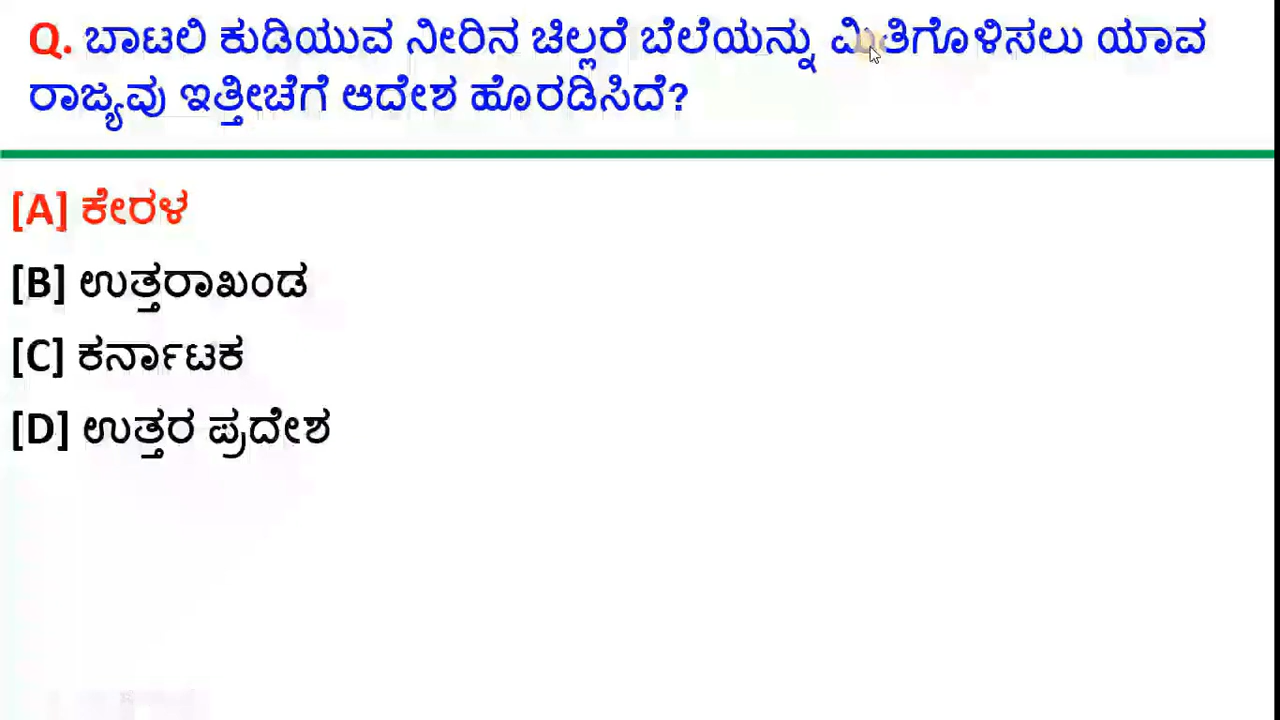 Q. ಬಾಟಲಿ ಕುಡಿಯುವ ನೀರಿನ ಚಿಲ್ಲರೆ ಬೆಲೆಯನ್ನು ಮಿತಿಗೊಳಿಸಲು ಯಾವ
ರಾಜ್ಯವು ಇತ್ತೀಚೆಗೆ ಆದೇಶ ಹೊರಡಿಸಿದೆ?
[A] ಕೇರಳ
[B] ಉತ್ತರಾಖಂಡ
[C] ಕರ್ನಾಟಕ
[D] ಉತ್ತರ ಪ್ರದೇಶ